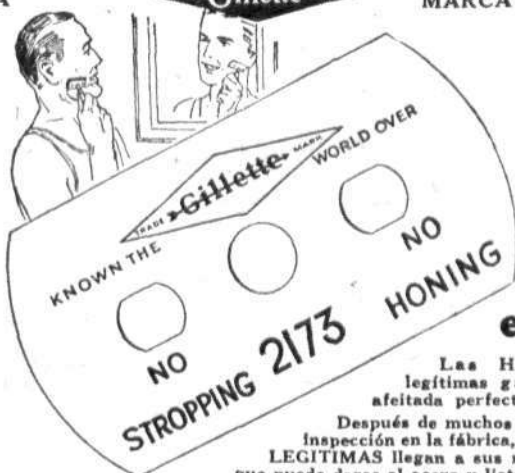 MARCA
KNOWN THE
TRADE Gillette MARK
WORLD OVER
NO
NO
STROPPING 2173 HONING
Las H
legítimas g
afeitada perfect
Después de muchos
inspección en la fábrica,
LEGITIMAS llegan a sus